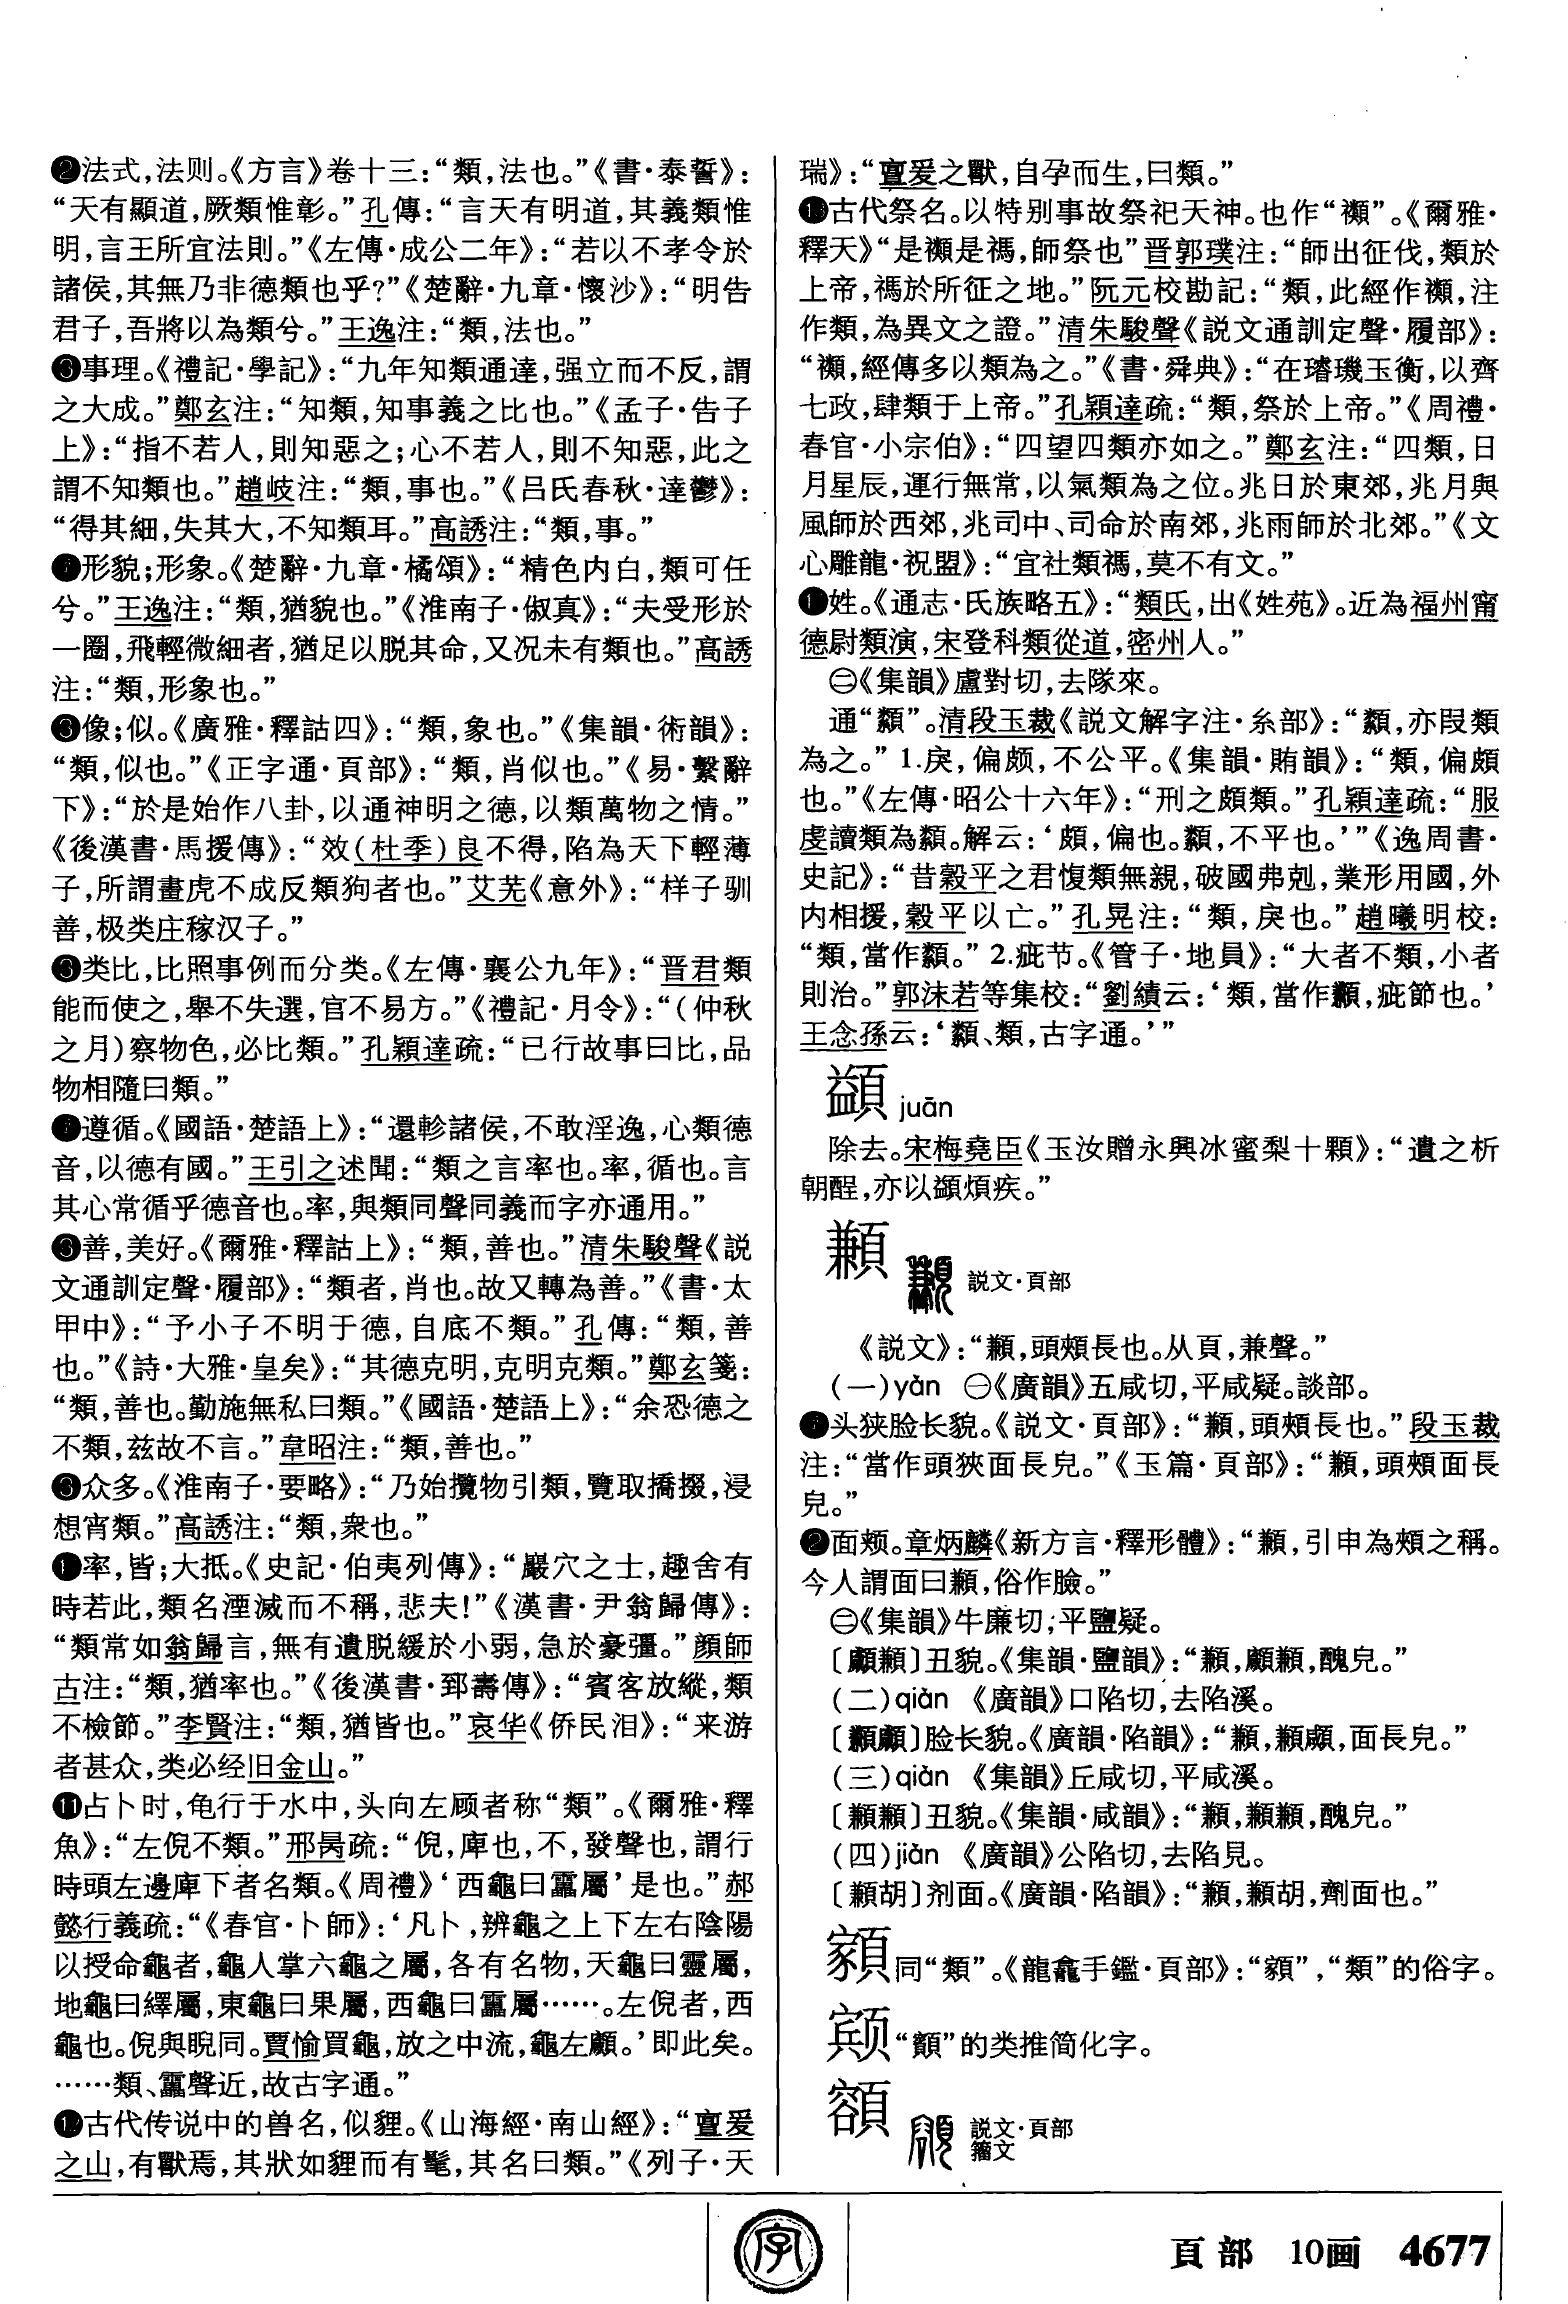 ❷法式,法则。《方言》卷十三:“類,法也。”《書·泰誓》:
“天有顯道,厥類惟彰。”孔傳:“言天有明道,其義類惟
明,言王所宜法則。”《左傳·成公二年》:“若以不孝令於
諸侯,其無乃非德類也乎?”《楚辭·九章·懷沙》:“明告
君子,吾將以為類兮。”王逸注:“類,法也。”
❸事理。《禮記·學記》:“九年知類通達,强立而不反,謂
之大成。”鄭玄注:“知類,知事義之比也。”《孟子·告子
上》:“指不若人,則知惡之;心不若人,則不知惡,此之
謂不知類也。”趙岐注:“類,事也。”《吕氏春秋·達鬱》:
“得其細,失其大,不知類耳。”高誘注:“類,事。”
形貌;形象。《楚辭·九章·橘頌》:“精色内白,類可任
兮。”王逸注:“類,猶貌也。”《淮南子·俶真》:“夫受形於
一圈,飛輕微細者,猶足以脱其命,又况未有類也。”高誘
注:“類,形象也。”
像;似。《廣雅·釋詁四》:“類,象也。”《集韻·術韻》:
“類,似也。”《正字通·頁部》:“類,肖似也。”《易·繫辭
下》:“於是始作八卦,以通神明之德,以類萬物之情。”
《後漢書·馬援傳》:“效(杜季)良不得,陷為天下輕薄
子,所謂畫虎不成反類狗者也。”艾芜《意外》:“样子驯
善,极类庄稼汉子。”
类比,比照事例而分类。《左傳·襄公九年》:“晋君類
能而使之,舉不失選,官不易方。”《禮記·月令》:“(仲秋
之月)察物色,必比類。”孔穎達疏:“已行故事曰比,品
物相隨曰類。”
遵循。《國語·楚語上》:“還軫諸侯,不敢淫逸,心類德
音,以德有國。”王引之述聞:“類之言率也。率,循也。言
其心常循乎德音也。率,與類同聲同義而字亦通用。”
善,美好。《爾雅·釋詁上》:“類,善也。”清朱駿聲《説
文通訓定聲·履部》:“類者,肖也。故又轉為善。”《書·太
甲中》:“予小子不明于德,自底不類。”孔傳:“類,善
也。”《詩·大雅·皇矣》:“其德克明,克明克類。”鄭玄箋:
“類,善也。勤施無私曰類。”《國語·楚語上》:“余恐德之
不類,兹故不言。”韋昭注:“類,善也。”
众多。《淮南子·要略》:“乃始攬物引類,覽取撟掇,浸
想宵類。”高誘注:“類,衆也。”
率,皆;大抵。《史記·伯夷列傳》:“巖穴之士,趣舍有
時若此,類名湮滅而不稱,悲夫!”《漢書·尹翁歸傳》:
“類常如翁歸言,無有遺脱緩於小弱,急於豪彊。”顔師
古注:“類,猶率也。”《後漢書·郅壽傳》:“賓客放縱,類
不檢節。”李賢注:“類,猶皆也。”哀华《侨民泪》:“来游
者甚众,类必经旧金山。”
⓫占卜时,龟行于水中,头向左顾者称“類”。《爾雅·釋
魚》:“左倪不類。”邢昺疏:“倪,庳也,不,發聲也,謂行
時頭左邊庳下者名類。《周禮》‘西龜曰靁屬’是也。”郝
懿行義疏:“《春官·卜師》:‘凡卜,辨龜之上下左右陰陽
以授命龜者,龜人掌六龜之屬,各有名物,天龜曰靈屬,
地龜曰繹屬,東龜曰果屬,西龜曰靁屬……。左倪者,西
龜也。倪與睨同。賈愉買龜,放之中流,龜左顧。’即此矣。
……類、靁聲近,故古字通。”
古代传说中的兽名,似貍。《山海經·南山經》:“亶爰
之山,有獸焉,其狀如貍而有髦,其名曰類。”《列子·天
瑞》:“亶爰之獸,自孕而生,曰類。”
古代祭名。以特别事故祭祀天神。也作“禷”。《爾雅·
釋天》“是禷是禡,師祭也”晋郭璞注:“師出征伐,類於
上帝,禡於所征之地。”阮元校勘記:“類,此經作禷,注
作類,為異文之證。”清朱駿聲《説文通訓定聲·履部》:
“禷,經傳多以類為之。”《書·舜典》:“在璿璣玉衡,以齊
七政,肆類于上帝。”孔穎達疏:“類,祭於上帝。”《周禮·
春官·小宗伯》:“四望四類亦如之。”鄭玄注:“四類,日
月星辰,運行無常,以氣類為之位。兆日於東郊,兆月與
風師於西郊,兆司中、司命於南郊,兆雨師於北郊。”《文
心雕龍·祝盟》:“宜社類禡,莫不有文。”
姓。《通志·氏族略五》:“類氏,出《姓苑》。近為福州甯
德尉類演,宋登科類從道,密州人。”
㊁《集韻》盧對切,去隊來。
通“纇”。清段玉裁《説文解字注·糸部》:“纇,亦叚類
為之。” 1.戾,偏颇,不公平。《集韻·賄韻》:“類,偏頗
也。”《左傳·昭公十六年》:“刑之頗類。”孔穎達疏:“服
虔讀類為纇。解云:‘頗,偏也。纇,不平也。’”《逸周書·
史記》:“昔穀平之君愎類無親,破國弗剋,業形用國,外
内相援,穀平以亡。”孔晃注:“類,戾也。”趙曦明校:
“類,當作纇。” 2.疵节。《管子·地員》:“大者不類,小者
則治。”郭沫若等集校:“劉績云:‘類,當作纇,疵節也。’
王念孫云:‘纇、類,古字通。’”
juān
除去。宋梅堯臣《玉汝贈永興冰蜜梨十顆》:“遺之析
朝酲,亦以煩疾。”
䫡 説文·頁部
《説文》:“䫡,頭頰長也。从頁,兼聲。”
(一)yǎn ㊀《廣韻》五咸切,平咸疑。談部。
头狭脸长貌。《説文·頁部》:“䫡,頭頰長也。”段玉裁
注:“當作頭狹面長皃。”《玉篇·頁部》:“䫡,頭頰面長
皃。”
❷面颊。章炳麟《新方言·釋形體》:“䫡,引申為頰之稱。
今人謂面曰䫡,俗作臉。”
㊁《集韻》牛廉切,平鹽疑。
〔䫡〕丑貌。《集韻·鹽韻》:“䫡,䫡,醜皃。”
(二)qiàn 《廣韻》口陷切,去陷溪。
〔䫡〕脸长貌。《廣韻·陷韻》:“䫡,䫡,面長皃。”
(三)qiān 《集韻》丘咸切,平咸溪。
〔䫡䫡〕丑貌。《集韻·咸韻》:“䫡,䫡䫡,醜皃。”
(四)jiàn 《廣韻》公陷切,去陷見。
〔䫡胡〕剂面。《廣韻·陷韻》:“䫡,䫡胡,劑面也。”
同“類”。《龍龕手鑑·頁部》:“”,“類”的俗字。
“顮”的类推简化字。
額 説文·頁部
籀文
字
頁部 10画 4677